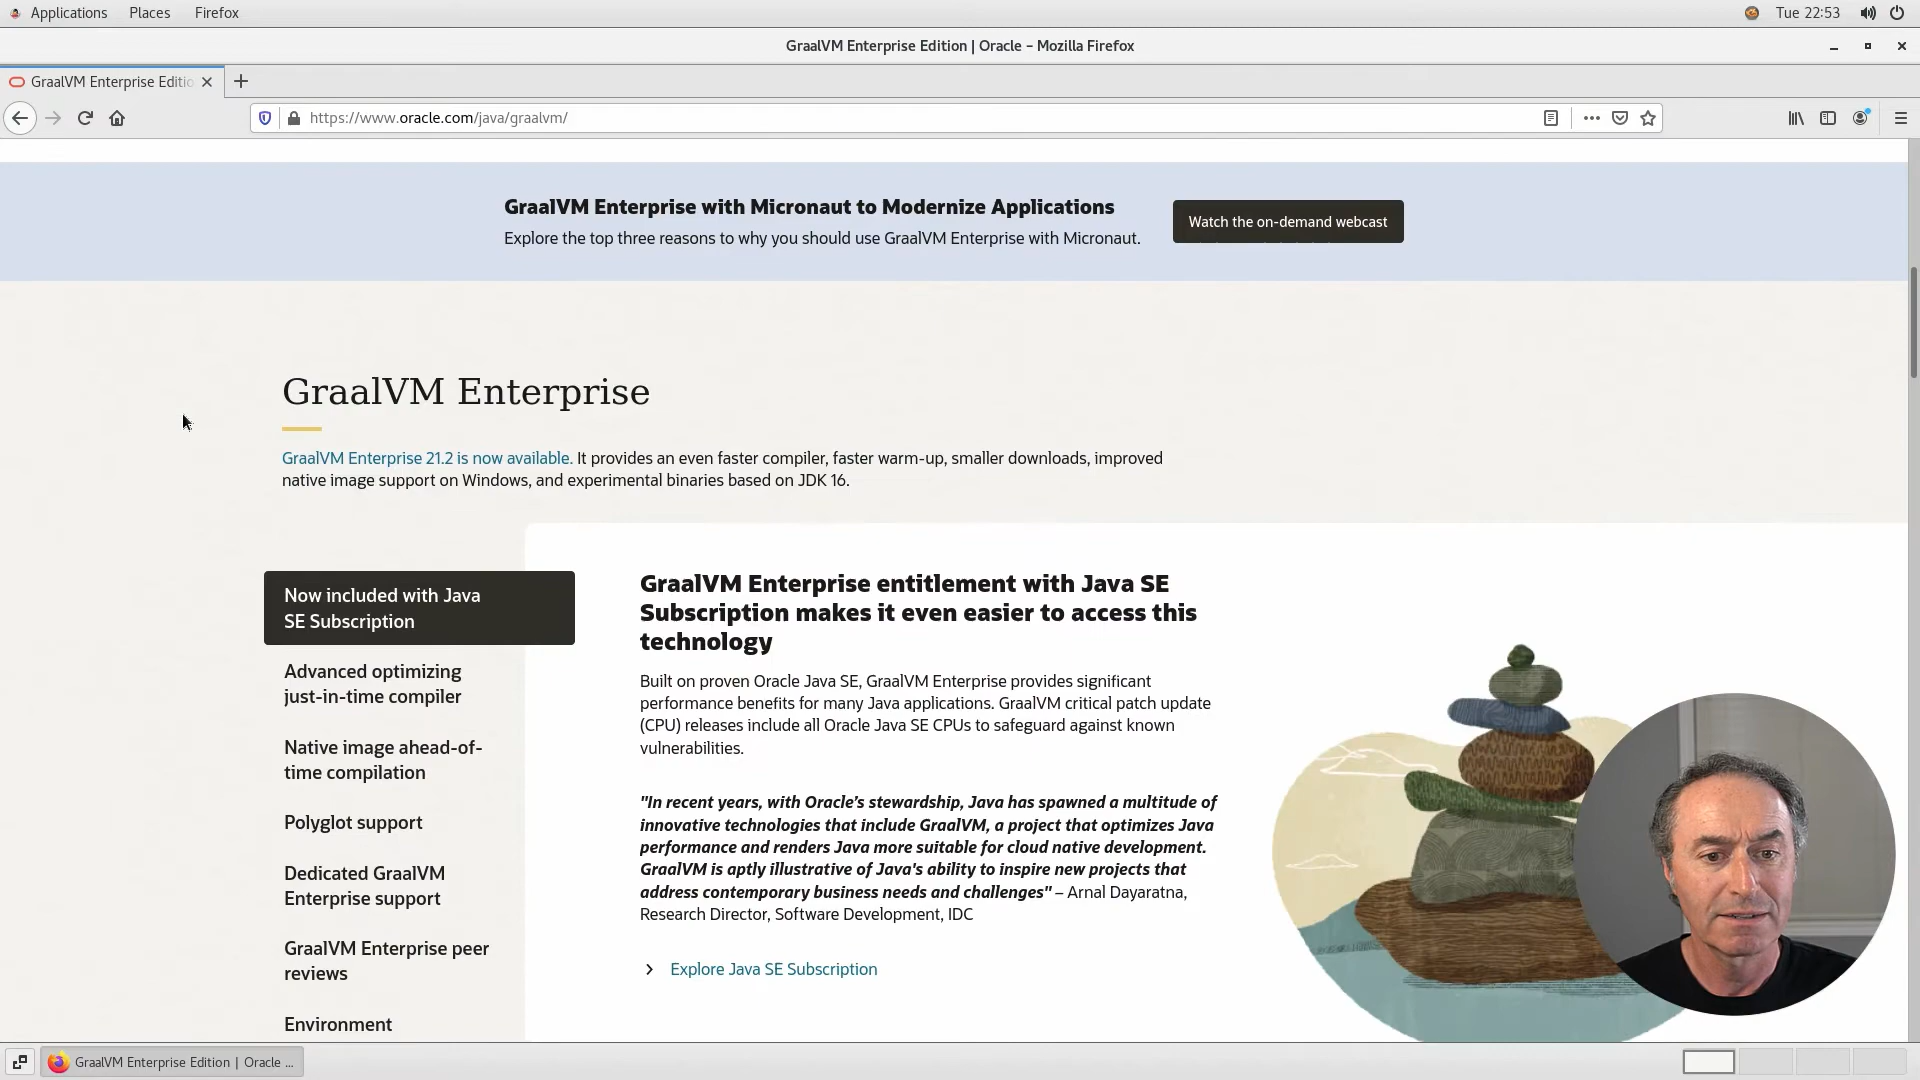 Applications Places Firefox Tue 22:53
GraalVM Enterprise Edition | Oracle – Mozilla Firefox
GraalVM Enterprise Editio
https://www.oracle.com/java/graalvm/
GraalVM Enterprise with Micronaut to Modernize Applications
Explore the top three reasons to why you should use GraalVM Enterprise with Micronaut.
Watch the on-demand webcast
GraalVM Enterprise
GraalVM Enterprise 21.2 is now available. It provides an even faster compiler, faster warm-up, smaller downloads, improved
native image support on Windows, and experimental binaries based on JDK 16.
Now included with Java
SE Subscription
Advanced optimizing
just-in-time compiler
Native image ahead-of-
time compilation
Polyglot support
Dedicated GraalVM
Enterprise support
GraalVM Enterprise peer
reviews
Environment
GraalVM Enterprise entitlement with Java SE
Subscription makes it even easier to access this
technology
Built on proven Oracle Java SE, GraalVM Enterprise provides significant
performance benefits for many Java applications. GraalVM critical patch update
(CPU) releases include all Oracle Java SE CPUs to safeguard against known
vulnerabilities.
"In recent years, with Oracle’s stewardship, Java has spawned a multitude of
innovative technologies that include GraalVM, a project that optimizes Java
performance and renders Java more suitable for cloud native development.
GraalVM is aptly illustrative of Java's ability to inspire new projects that
address contemporary business needs and challenges" – Arnal Dayaratna,
Research Director, Software Development, IDC
Explore Java SE Subscription
GraalVM Enterprise Edition | Oracle ...